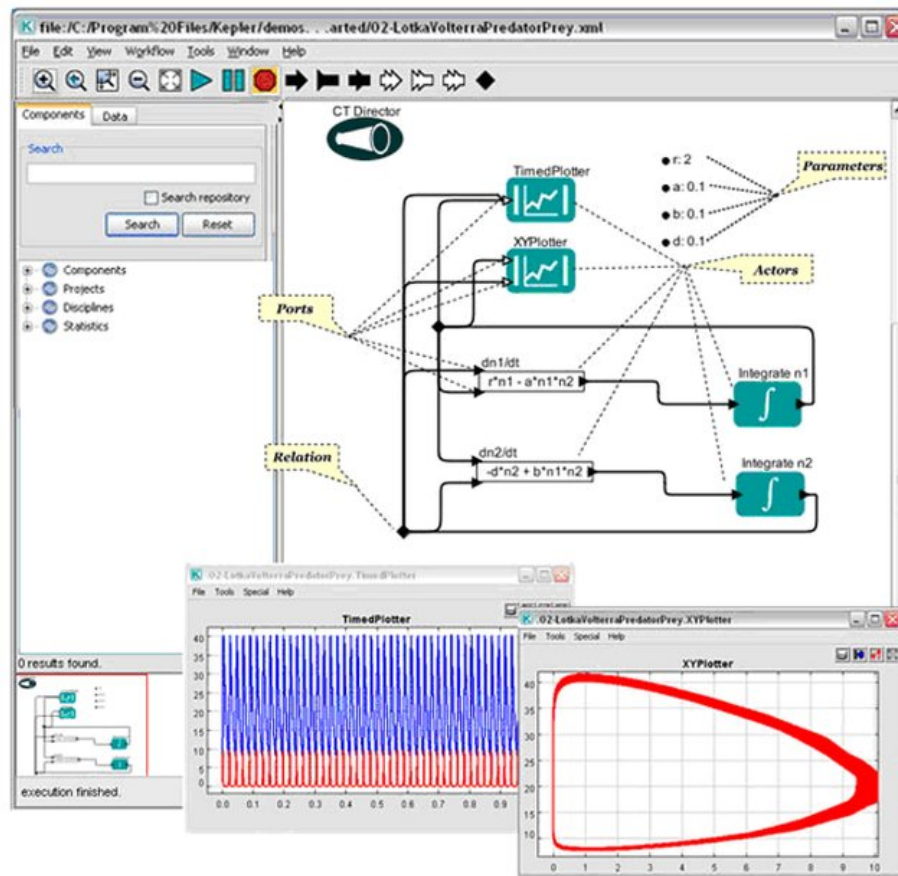 file:/C:/Program%20Files/Kepler/demos. . .arted/02-LotkaVolterraPredatorPrey.xml
File Edit View Workflow Tools Window Help
Components Data
Search
Search repository
Search Reset
Components
Projects
Disciplines
Statistics
0 results found.
execution finished.
CT Director
TimedPlotter
XYPlotter
r: 2
a: 0.1
b: 0.1
d: 0.1
Parameters
Actors
Ports
Relation
dn1/dt
r*n1 - a*n1*n2
Integrate n1
∫
dn2/dt
-d*n2 + b*n1*n2
Integrate n2
∫
.02-LotkaVolterraPredatorPrey.TimedPlotter
File Tools Special Help
TimedPlotter
40
35
30
25
20
15
10
5
0
0.0 0.1 0.2 0.3 0.4 0.5 0.6 0.7 0.8 0.9
.02-LotkaVolterraPredatorPrey.XYPlotter
File Tools Special Help
XYPlotter
40
35
30
25
20
15
10
0 1 2 3 4 5 6 7 8 9 10